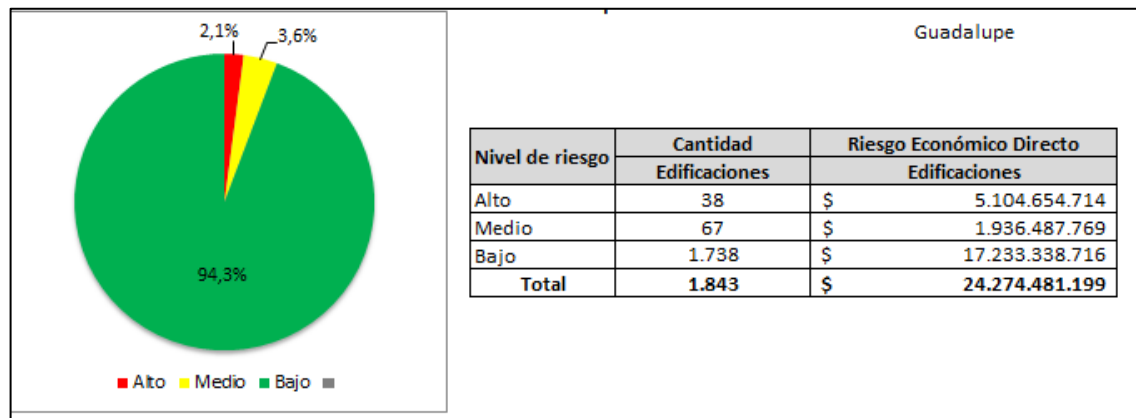 2,1%
3,6%
94,3%
Alto Medio Bajo
Guadalupe
Nivel de riesgo Cantidad Riesgo Económico Directo
Edificaciones Edificaciones
Alto 38 $ 5.104.654.714
Medio 67 $ 1.936.487.769
Bajo 1.738 $ 17.233.338.716
Total 1.843 $ 24.274.481.199